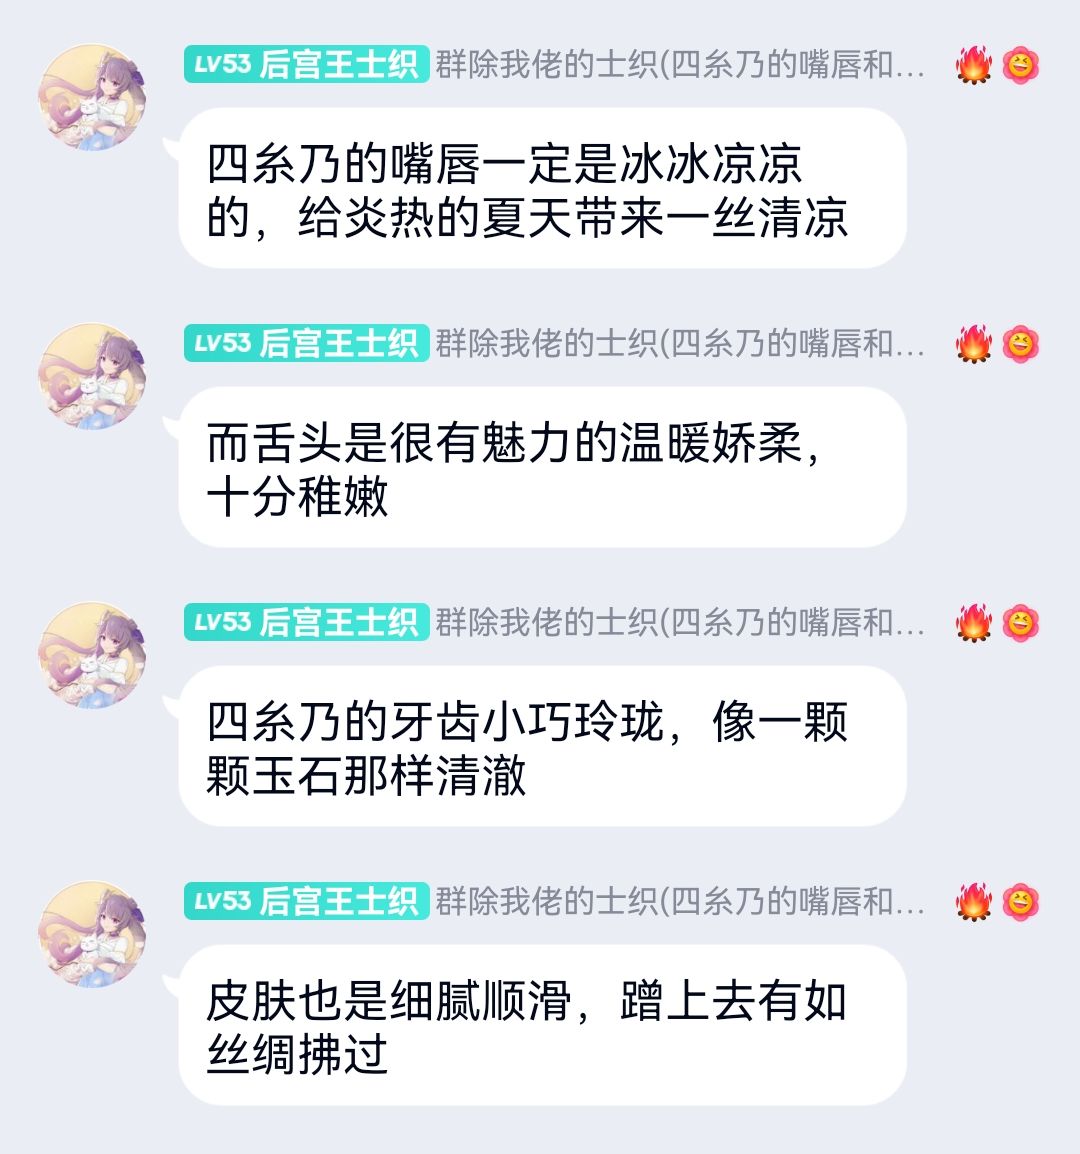 LV53 后宫王士织 群除我佬的士织(四糸乃的嘴唇和...
四糸乃的嘴唇一定是冰冰凉凉
的，给炎热的夏天带来一丝清凉
LV53 后宫王士织 群除我佬的士织(四糸乃的嘴唇和...
而舌头是很有魅力的温暖娇柔，
十分稚嫩
LV53 后宫王士织 群除我佬的士织(四糸乃的嘴唇和...
四糸乃的牙齿小巧玲珑，像一颗
颗玉石那样清澈
LV53 后宫王士织 群除我佬的士织(四糸乃的嘴唇和...
皮肤也是细腻顺滑，蹭上去有如
丝绸拂过